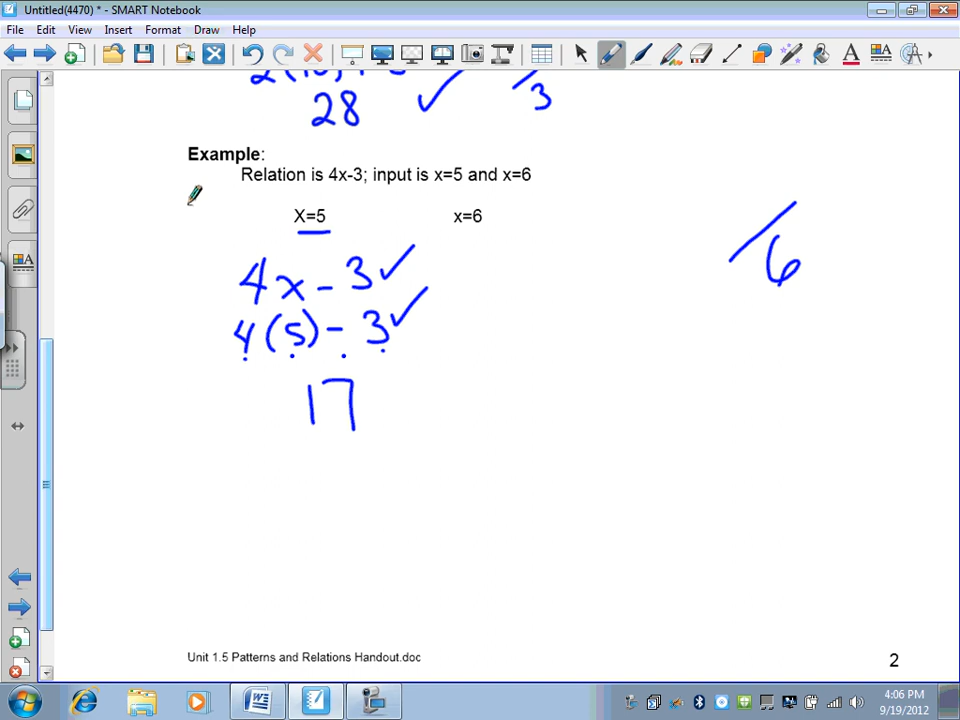 Untitled(4470) * - SMART Notebook
File Edit View Insert Format Draw Help
28
3
Example:
Relation is 4x-3; input is x=5 and x=6
X=5 x=6
6
4x - 3
4(5) - 3
17
Unit 1.5 Patterns and Relations Handout.doc
2
4:06 PM
9/19/2012